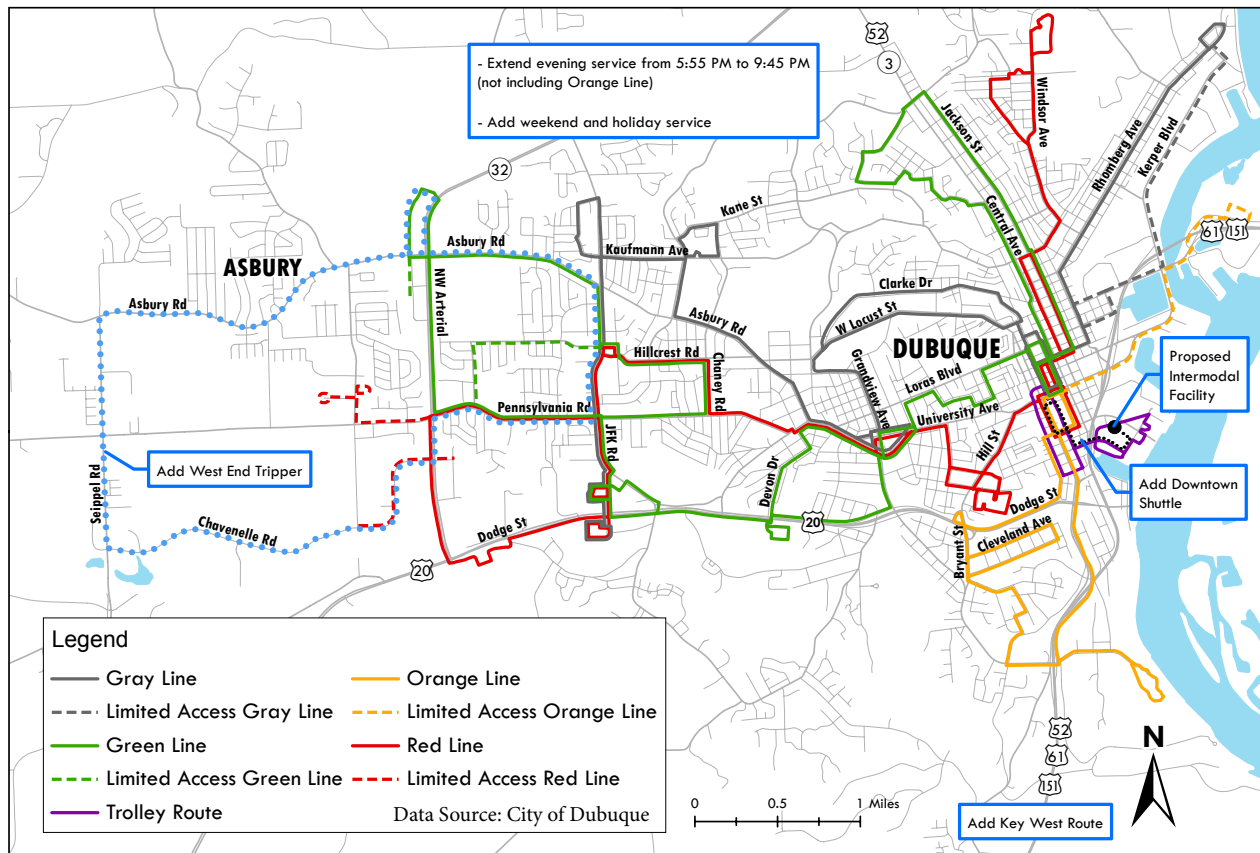 - Extend evening service from 5:55 PM to 9:45 PM
(not including Orange Line)
- Add weekend and holiday service
52
3
Jackson St
Windsor Ave
Rhomberg Ave
Kerper Blvd
32
Kane St
Central Ave
61
151
Asbury Rd
Kaufmann Ave
ASBURY
Asbury Rd
NW Arterial
Clarke Dr
Asbury Rd
W Locust St
DUBUQUE
Hillcrest Rd
Chaney Rd
Grandview Ave
Loras Blvd
Proposed
Intermodal
Facility
Pennsylvania Rd
University Ave
JFK Rd
Hill St
Seippel Rd
Add West End Tripper
Devon Dr
Add Downtown
Shuttle
Chavenelle Rd
Dodge St
Dodge St
20
Cleveland Ave
Bryant St
20
Legend
Gray Line
Orange Line
Limited Access Gray Line
Limited Access Orange Line
Green Line
Red Line
Limited Access Green Line
Limited Access Red Line
Trolley Route
Data Source: City of Dubuque
0 0.5 1 Miles
52
61
151
N
Add Key West Route